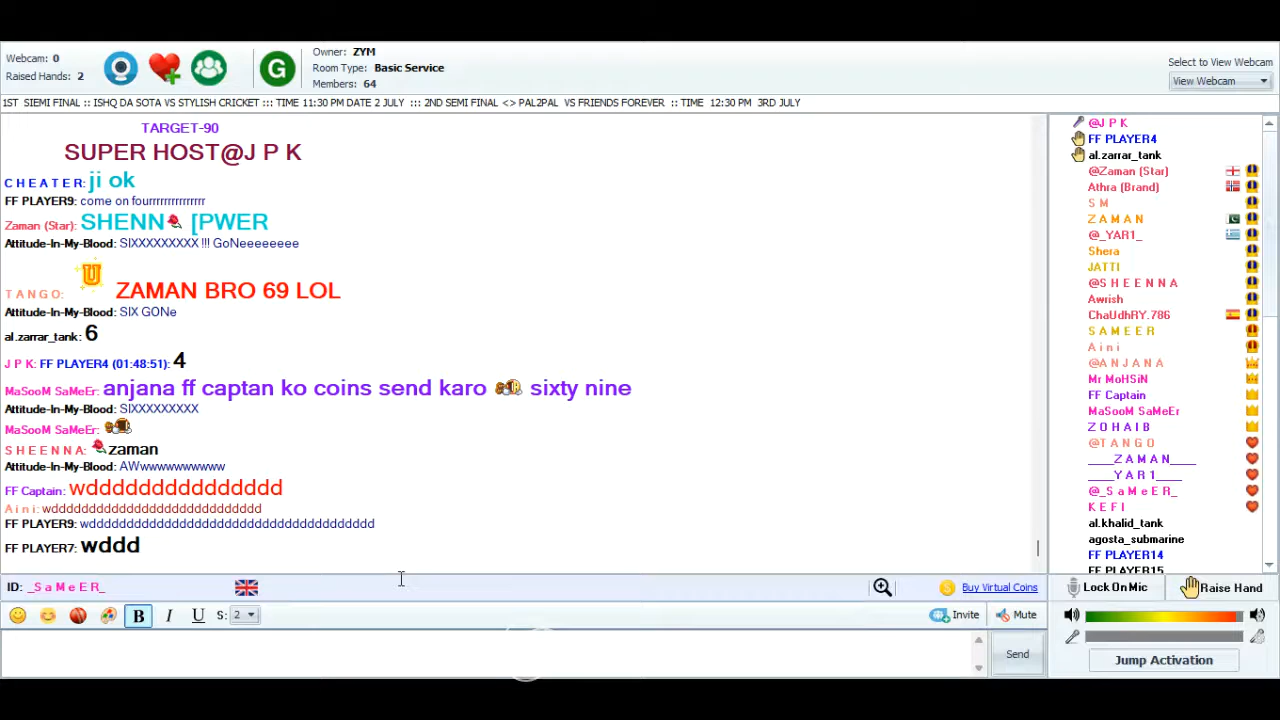 Webcam: 0
Raised Hands: 2
G
Owner: ZYM
Room Type: Basic Service
Members: 64
Select to View Webcam
View Webcam
1ST SIEMI FINAL :: ISHQ DA SOTA VS STYLISH CRICKET ::: TIME 11:30 PM DATE 2 JULY ::: 2ND SEMI FINAL <> PAL2PAL VS FRIENDS FOREVER :: TIME 12:30 PM 3RD JULY
TARGET-90
SUPER HOST@J P K
C H E A T E R: ji ok
FF PLAYER9: come on fourrrrrrrrrrrrrr
Zaman (Star): SHENN [PWER
Attitude-In-My-Blood: SIXXXXXXXXX !!! GoNeeeeeeee
T A N G O: U ZAMAN BRO 69 LOL
Attitude-In-My-Blood: SIX GONe
al.zarrar_tank: 6
J P K: FF PLAYER4 (01:48:51): 4
MaSooM SaMeEr: anjana ff captan ko coins send karo sixty nine
Attitude-In-My-Blood: SIXXXXXXXXX
MaSooM SaMeEr:
S H E E N N A: zaman
Attitude-In-My-Blood: AWwwwwwwwwww
FF Captain: wddddddddddddddd
A i n i: wddddddddddddddddddddddddddddd
FF PLAYER9: wddddddddddddddddddddddddddddddddddddddd
FF PLAYER7: wddd
@J P K
FF PLAYER4
al.zarrar_tank
@Zaman (Star)
Athra (Brand)
S M
Z A M A N
@_YAR1_
Shera
JATTI
@S H E E N N A
Awrish
ChaUdhRY.786
S A M E E R
A i n i
@A N J A N A
Mr MoHSiN
FF Captain
MaSooM SaMeEr
Z O H A I B
@T A N G O
____Z A M A N____
____Y A R 1____
@_S a M e E R_
K E F I
al.khalid_tank
agosta_submarine
FF PLAYER14
FF PLAYER15
ID: _S a M e E R_
Buy Virtual Coins
Lock On Mic
Raise Hand
B I U S: 2
Invite
Mute
Send
Jump Activation